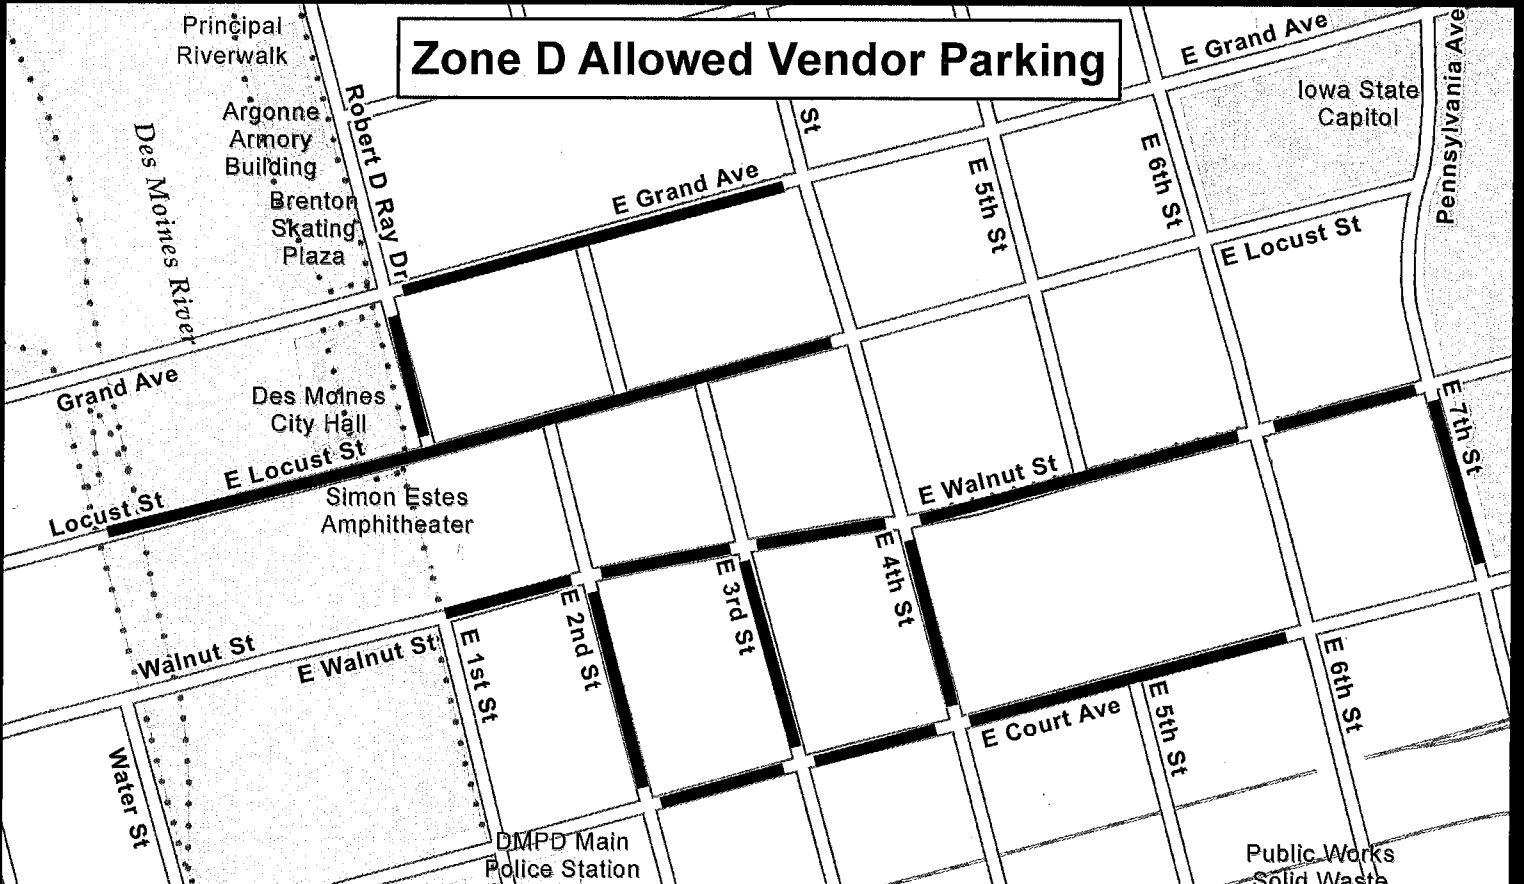 Zone D Allowed Vendor Parking
Principal
Riverwalk
Argonne
Armory
Building
Brenton
Skating
Plaza
Des Moines River
Robert D Ray Dr
St
E Grand Ave
E Grand Ave
Iowa State
Capitol
Pennsylvania Ave
E 5th St
E 6th St
E Locust St
Grand Ave
Des Moines
City Hall
E Locust St
Locust St
Simon Estes
Amphitheater
E Walnut St
E 7th St
E 4th St
E 3rd St
E 2nd St
E 1st St
Walnut St
E Walnut St
Water St
E Court Ave
E 5th St
E 6th St
DMPD Main
Police Station
Public Works
Solid Waste